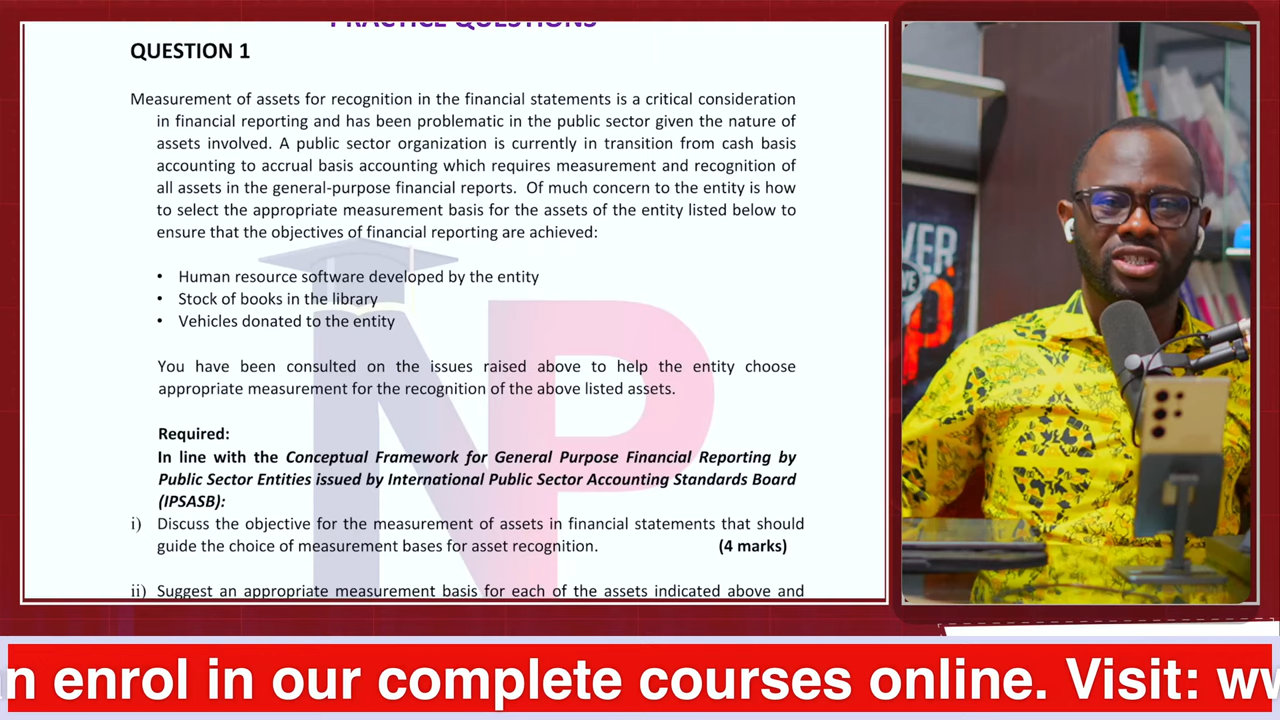 PRACTICE QUESTIONS
QUESTION 1
Measurement of assets for recognition in the financial statements is a critical consideration
in financial reporting and has been problematic in the public sector given the nature of
assets involved. A public sector organization is currently in transition from cash basis
accounting to accrual basis accounting which requires measurement and recognition of
all assets in the general-purpose financial reports. Of much concern to the entity is how
to select the appropriate measurement basis for the assets of the entity listed below to
ensure that the objectives of financial reporting are achieved:
• Human resource software developed by the entity
• Stock of books in the library
• Vehicles donated to the entity
You have been consulted on the issues raised above to help the entity choose
appropriate measurement for the recognition of the above listed assets.
Required:
In line with the Conceptual Framework for General Purpose Financial Reporting by
Public Sector Entities issued by International Public Sector Accounting Standards Board
(IPSASB):
i) Discuss the objective for the measurement of assets in financial statements that should
guide the choice of measurement bases for asset recognition. (4 marks)
ii) Suggest an appropriate measurement basis for each of the assets indicated above and
NP
n enrol in our complete courses online. Visit: w